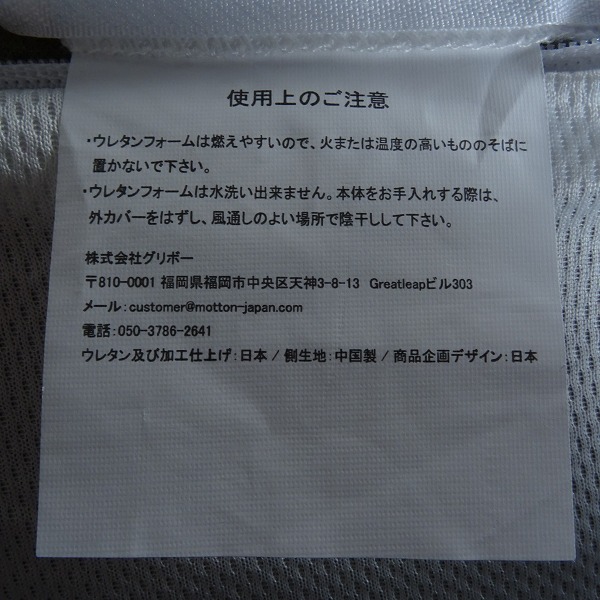 使用上のご注意
・ウレタンフォームは燃えやすいので、火または温度の高いもののそばに
置かないで下さい。
・ウレタンフォームは水洗い出来ません。本体をお手入れする際は、
外カバーをはずし、風通しのよい場所で陰干しして下さい。
株式会社グリボー
〒810-0001 福岡県福岡市中央区天神3-8-13 Greatleapビル303
メール:customer@motton-japan.com
電話:050-3786-2641
ウレタン及び加工仕上げ:日本 / 側生地:中国製 / 商品企画デザイン:日本